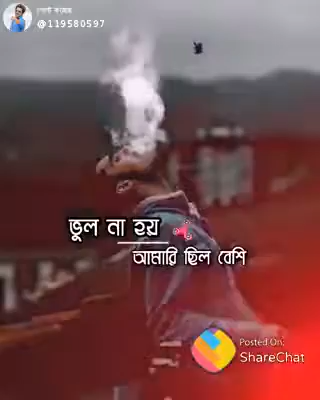 @119580597
ভুল না হয়
আমারি ছিল বেশি
Posted On:
ShareChat